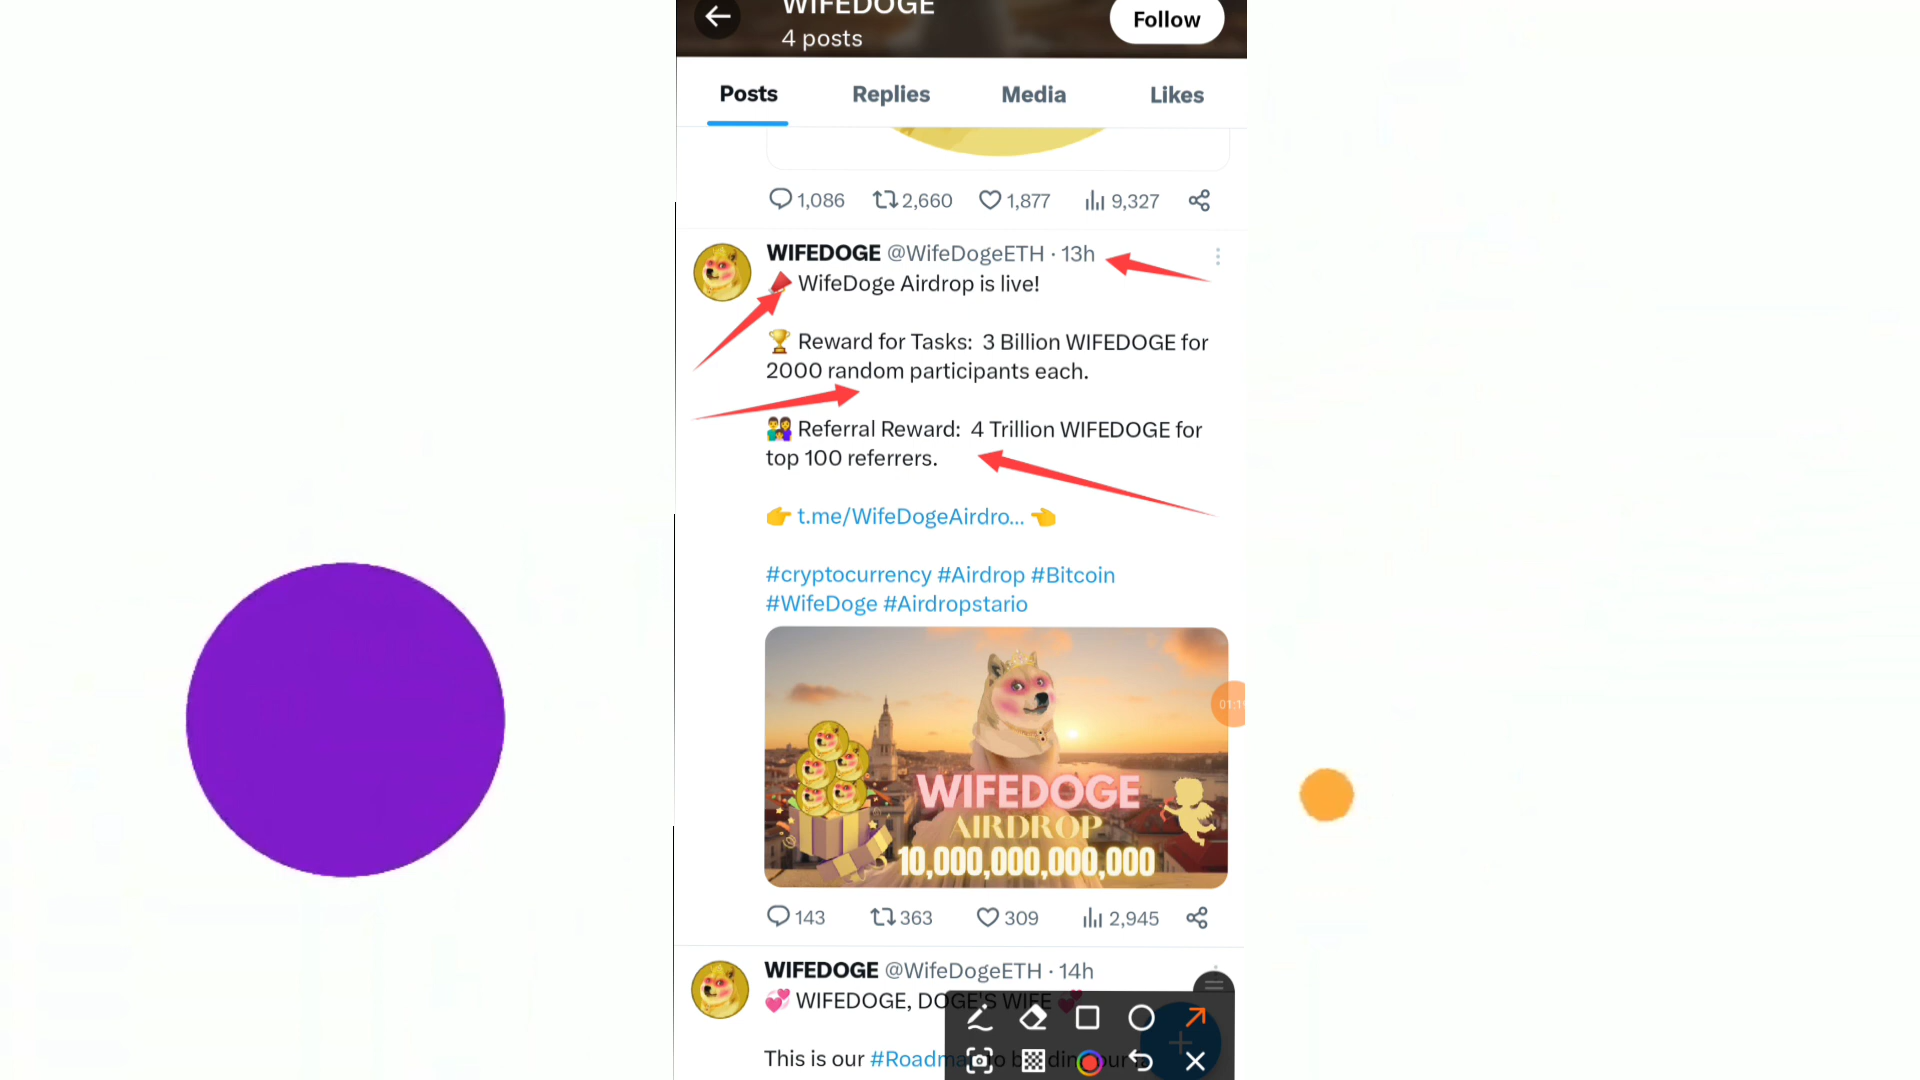 WIFEDOGE
4 posts
Follow
Posts Replies Media Likes
1,086 2,660 1,877 9,327
WIFEDOGE @WifeDogeETH · 13h
WifeDoge Airdrop is live!
🏆 Reward for Tasks: 3 Billion WIFEDOGE for
2000 random participants each.
👨‍👩‍👧 Referral Reward: 4 Trillion WIFEDOGE for
top 100 referrers.
👉 t.me/WifeDogeAirdro... 👈
#cryptocurrency #Airdrop #Bitcoin
#WifeDoge #Airdropstario
WIFEDOGE
AIRDROP
10,000,000,000,000
143 363 309 2,945
WIFEDOGE @WifeDogeETH · 14h
💞 WIFEDOGE, DOGE'S WIFE 💞
This is our